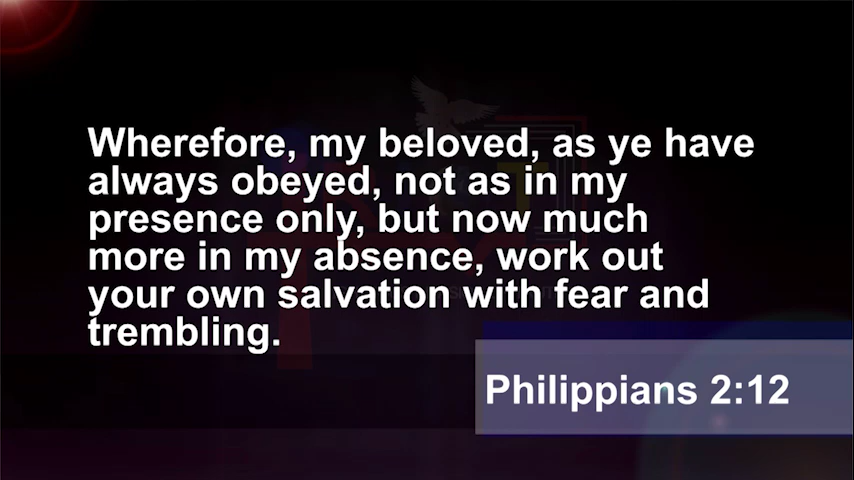 Wherefore, my beloved, as ye have
always obeyed, not as in my
presence only, but now much
more in my absence, work out
your own salvation with fear and
trembling.
Philippians 2:12